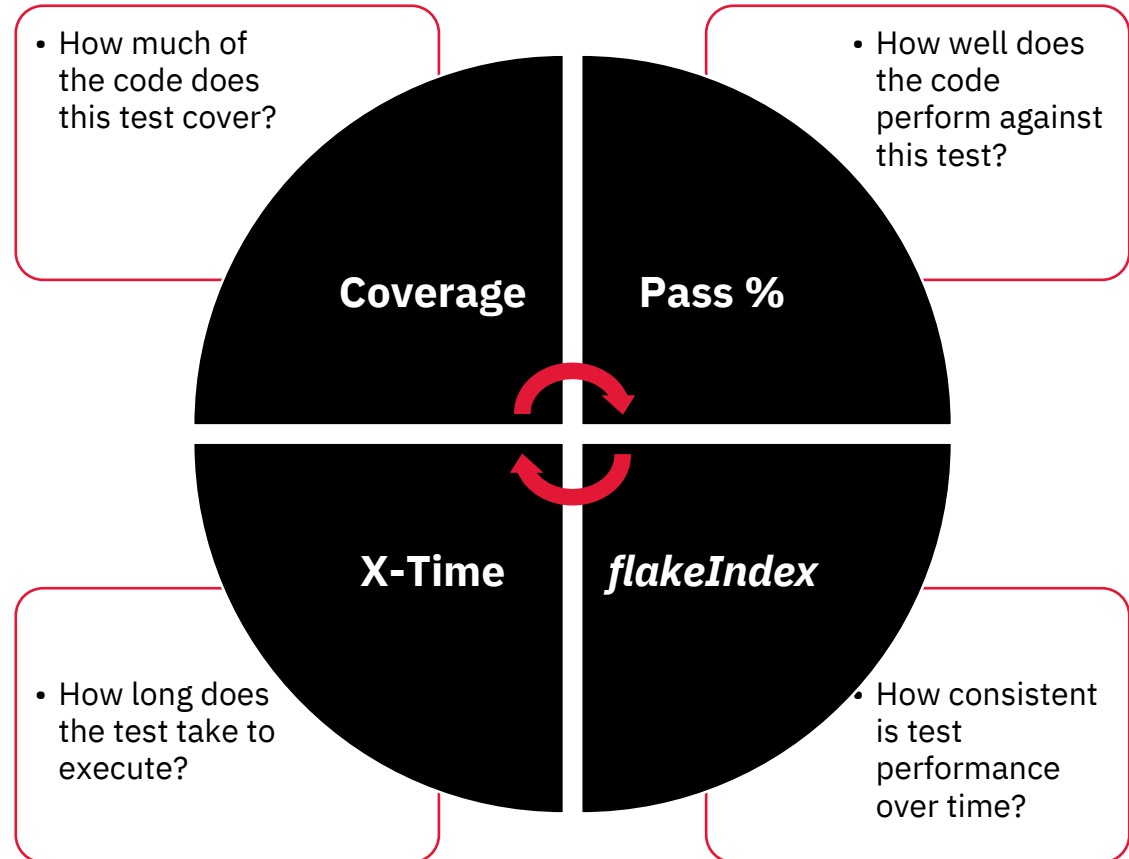 • How much of
the code does
this test cover?
• How well does
the code
perform against
this test?
Coverage
Pass %
X-Time
flakeIndex
• How long does
the test take to
execute?
• How consistent
is test
performance
over time?